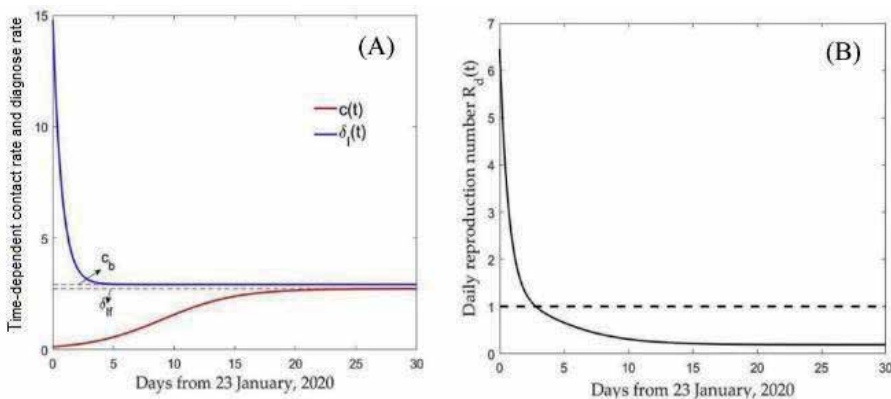 Time-dependent contact rate and diagnose rate
15
10
5
0
(A)
c(t)
δI(t)
cb
δIf
0 5 10 15 20 25 30
Days from 23 January, 2020
Daily reproduction number Rd(t)
7
6
5
4
3
2
1
0
(B)
0 5 10 15 20 25 30
Days from 23 January, 2020